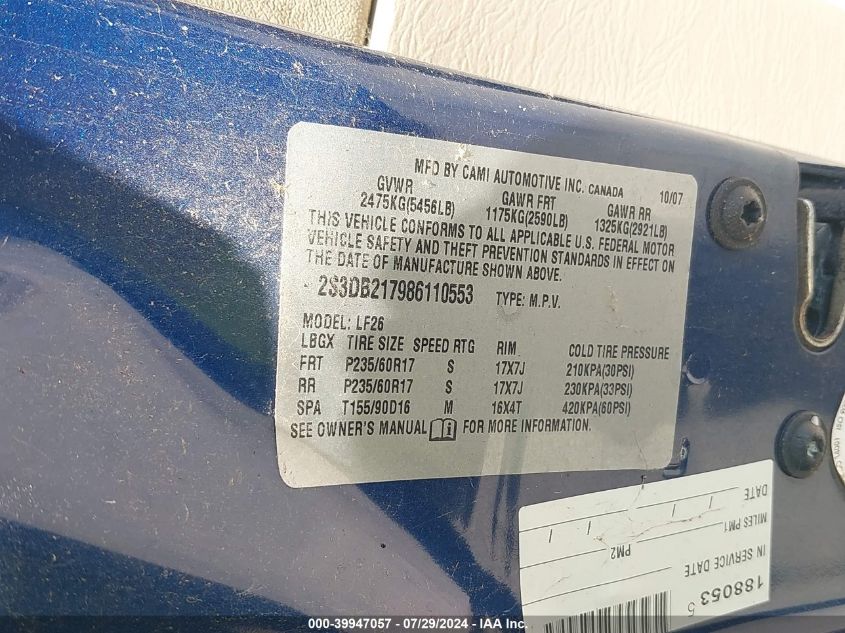 MFD BY CAMI AUTOMOTIVE INC. CANADA 10/07
GVWR GAWR FRT GAWR RR
2475KG(5456LB) 1175KG(2590LB) 1325KG(2921LB)
THIS VEHICLE CONFORMS TO ALL APPLICABLE U.S. FEDERAL MOTOR
VEHICLE SAFETY AND THEFT PREVENTION STANDARDS IN EFFECT ON
THE DATE OF MANUFACTURE SHOWN ABOVE.
2S3DB217986110553 TYPE: M.P.V.
MODEL: LF26
LBGX TIRE SIZE SPEED RTG RIM COLD TIRE PRESSURE
FRT P235/60R17 S 17X7J 210KPA(30PSI)
RR P235/60R17 S 17X7J 230KPA(33PSI)
SPA T155/90D16 M 16X4T 420KPA(60PSI)
SEE OWNER'S MANUAL FOR MORE INFORMATION.
DATE / /
MILES PM1 PM2
IN SERVICE DATE
188053 5
000-39947057 - 07/29/2024 - IAA Inc.